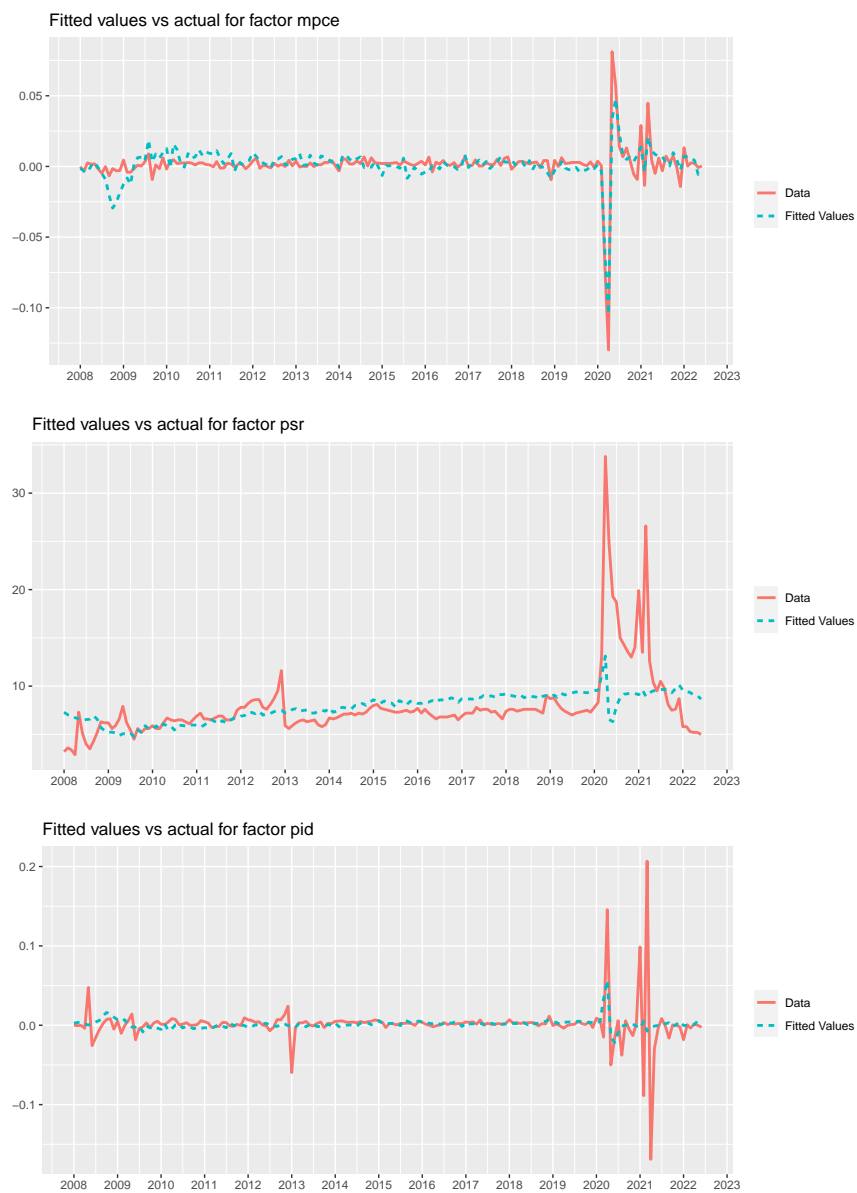 Fitted values vs actual for factor mpce
0.05
0.00
−0.05
−0.10
2008 2009 2010 2011 2012 2013 2014 2015 2016 2017 2018 2019 2020 2021 2022 2023
Data
Fitted Values
Fitted values vs actual for factor psr
30
20
10
2008 2009 2010 2011 2012 2013 2014 2015 2016 2017 2018 2019 2020 2021 2022 2023
Data
Fitted Values
Fitted values vs actual for factor pid
0.2
0.1
0.0
−0.1
2008 2009 2010 2011 2012 2013 2014 2015 2016 2017 2018 2019 2020 2021 2022 2023
Data
Fitted Values